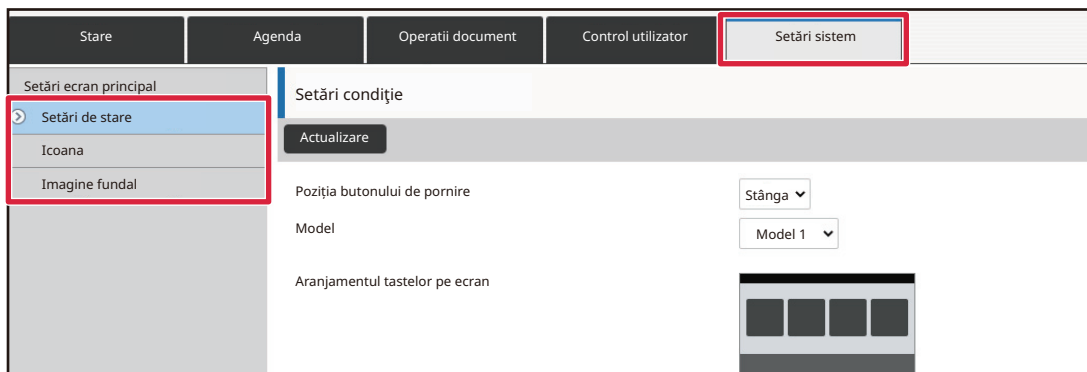 Stare
Agenda
Operatii document
Control utilizator
Setări sistem
Setări ecran principal
Setări de stare
Icoana
Imagine fundal
Setări condiţie
Actualizare
Poziția butonului de pornire
Stânga
Model
Model 1
Aranjamentul tastelor pe ecran